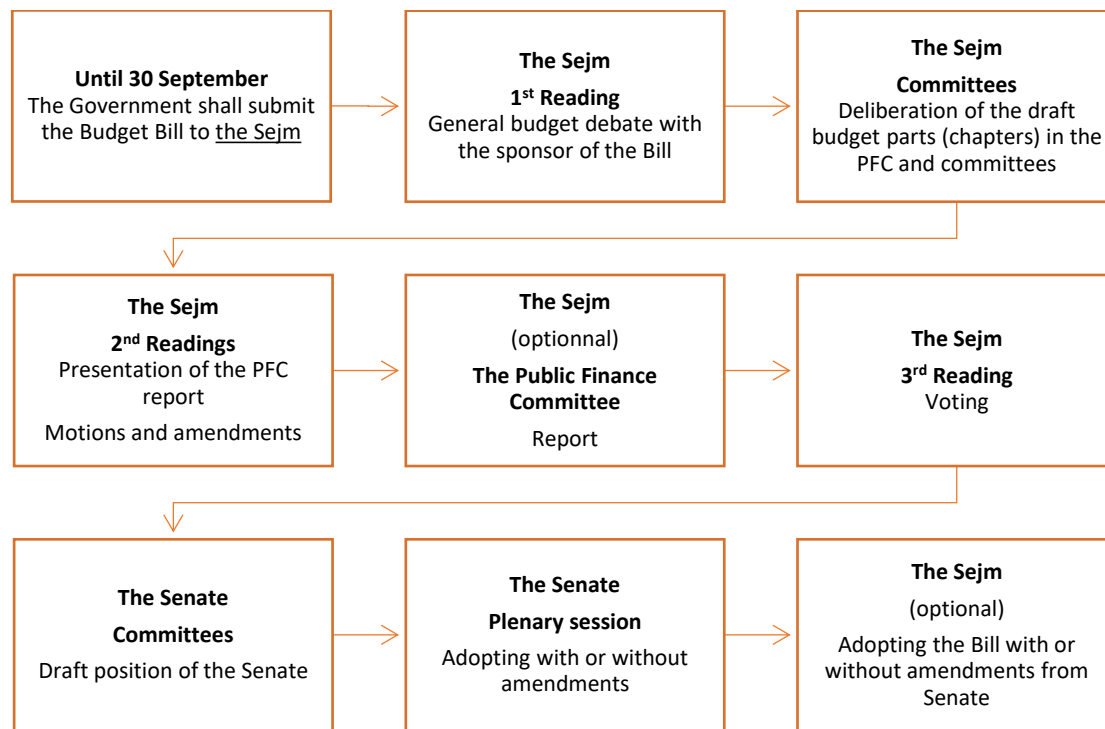 Until 30 September
The Government shall submit
the Budget Bill to the Sejm
The Sejm
1st Reading
General budget debate with
the sponsor of the Bill
The Sejm
Committees
Deliberation of the draft
budget parts (chapters) in the
PFC and committees
The Sejm
2nd Readings
Presentation of the PFC
report
Motions and amendments
The Sejm
(optionnal)
The Public Finance
Committee
Report
The Sejm
3rd Reading
Voting
The Senate
Committees
Draft position of the Senate
The Senate
Plenary session
Adopting with or without
amendments
The Sejm
(optional)
Adopting the Bill with or
without amendments from
Senate